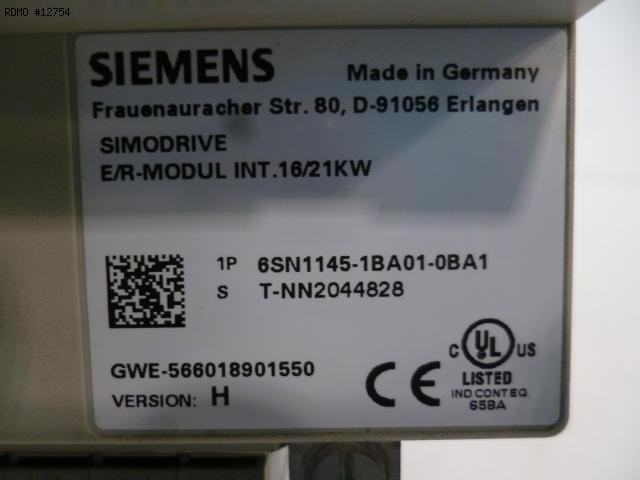 RDMO #12754
SIEMENS Made in Germany
Frauenauracher Str. 80, D-91056 Erlangen
SIMODRIVE
E/R-MODUL INT.16/21KW
1P 6SN1145-1BA01-0BA1
S T-NN2044828
GWE-566018901550
VERSION: H
CE
C UL US
LISTED
IND CONT EQ.
65BA